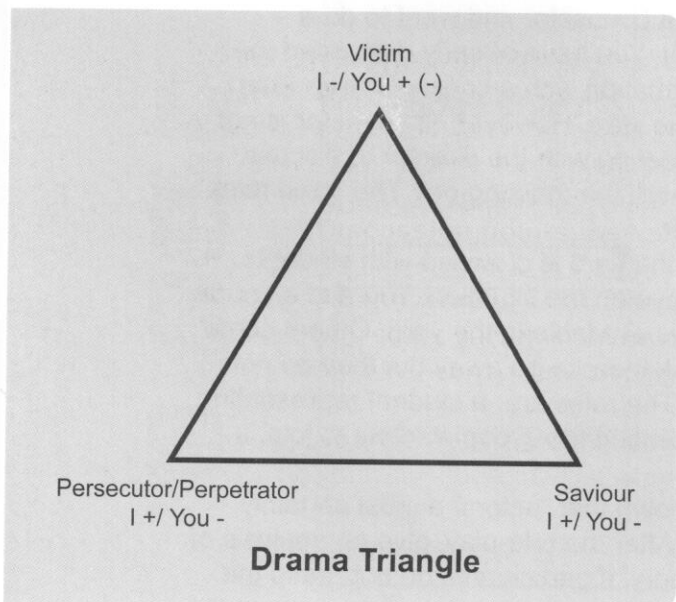 Victim
I -/ You + (-)
Persecutor/Perpetrator
I +/ You -
Saviour
I +/ You -
Drama Triangle